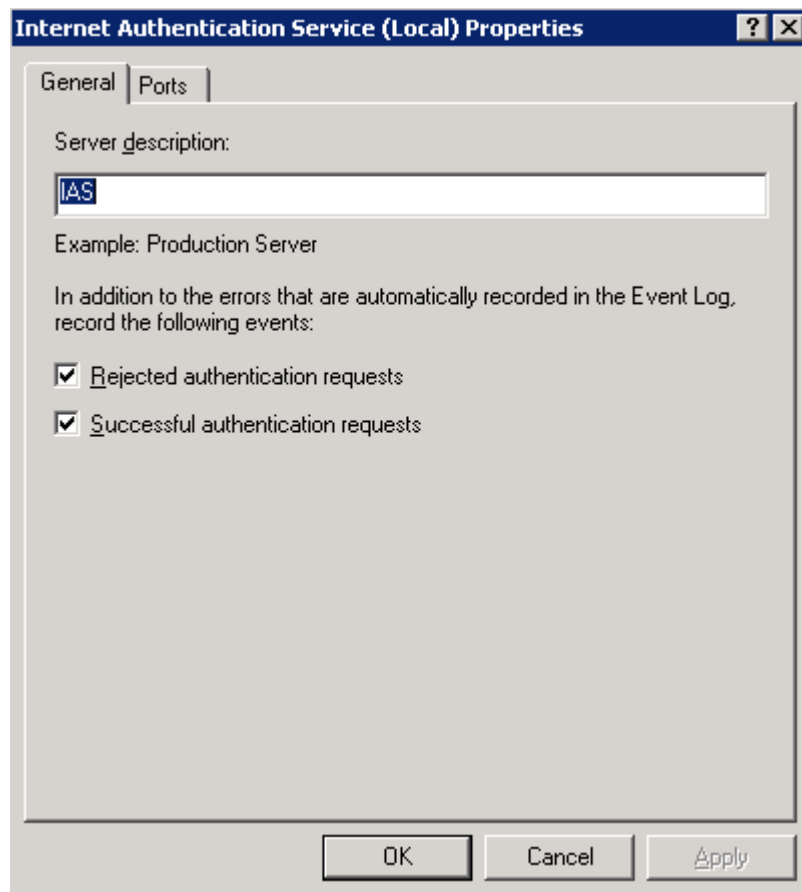 Internet Authentication Service (Local) Properties
General
Ports
Server description:
IAS
Example: Production Server
In addition to the errors that are automatically recorded in the Event Log,
record the following events:
Rejected authentication requests
Successful authentication requests
OK
Cancel
Apply